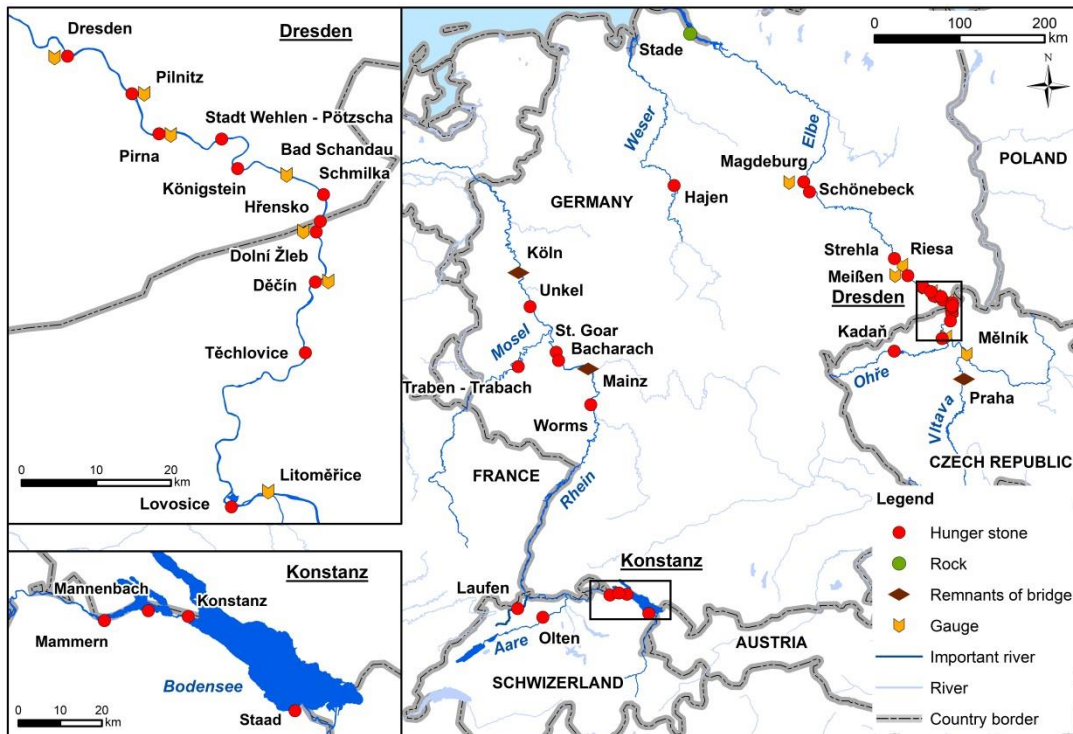 Dresden
Dresden
Pilnitz
Stadt Wehlen - Pötzscha
Pirna
Bad Schandau
Königstein
Schmilka
Hřensko
Dolní Žleb
Děčín
Těchlovice
0 10 20
km
Litoměřice
Lovosice
Konstanz
Mannenbach
Konstanz
Mammern
Bodensee
0 10 20
km
Staad
0 100 200
km
N
Stade
Weser
Elbe
POLAND
Magdeburg
Schönebeck
Hajen
GERMANY
Strehla
Riesa
Köln
Meißen
Dresden
Unkel
Mosel
St. Goar
Kadaň
Mělník
Bacharach
Ohře
Traben - Trabach
Mainz
Praha
Worms
Vltava
CZECH REPUBLIC
FRANCE
Rhein
Legend
Hunger stone
Rock
Remnants of bridge
Gauge
Important river
River
Country border
Konstanz
Laufen
Olten
Aare
AUSTRIA
SCHWIZERLAND